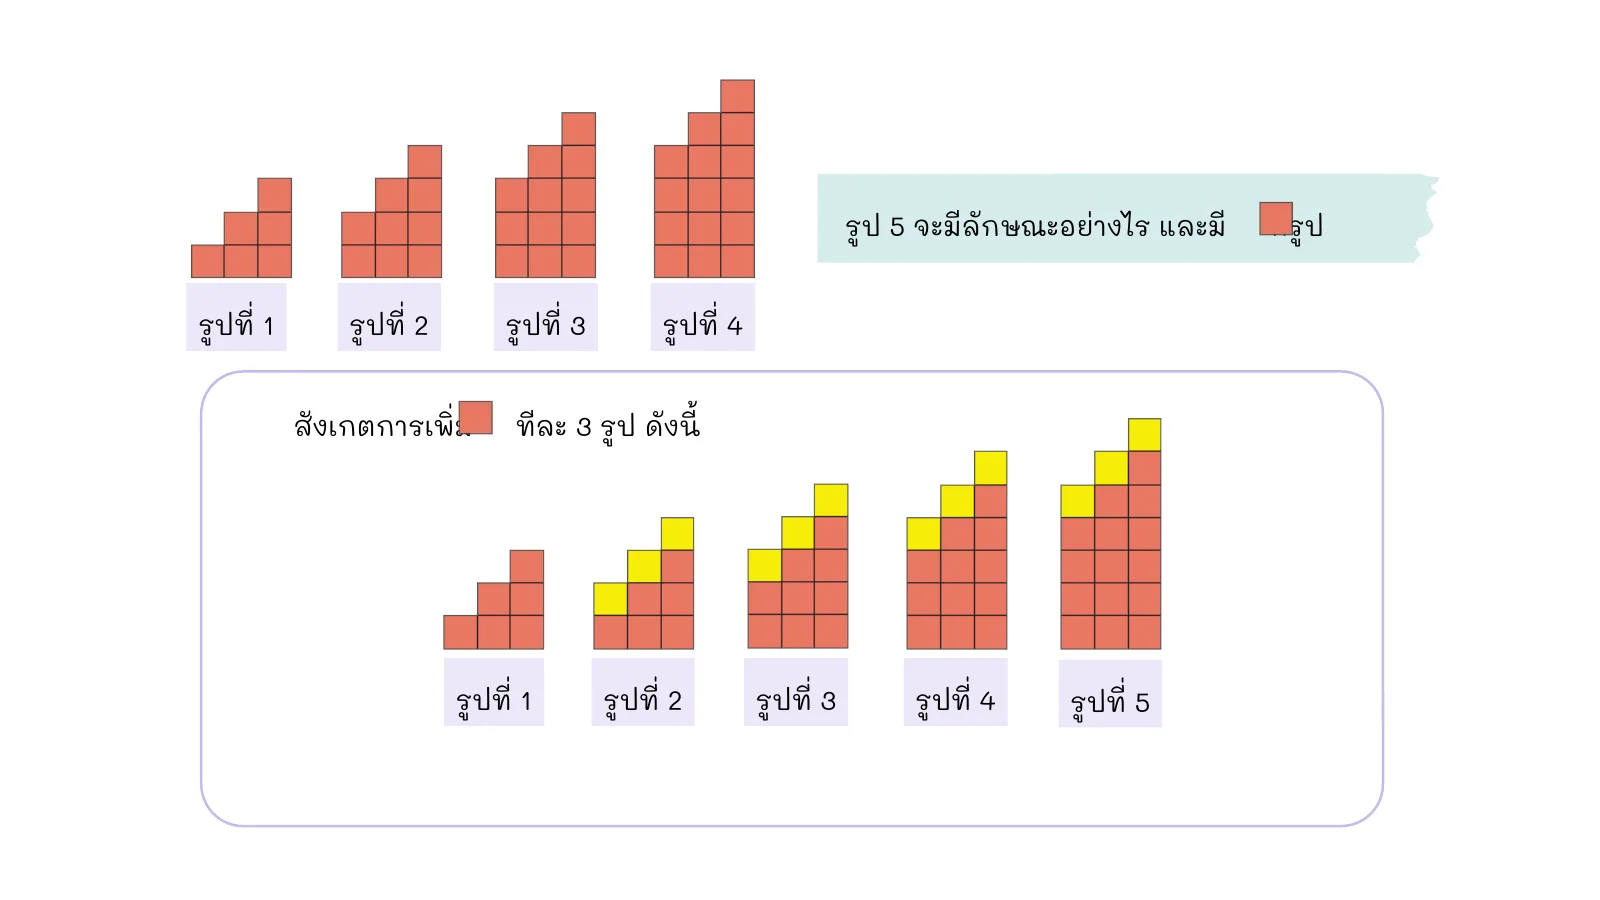 รูปที่ 1
รูปที่ 2
รูปที่ 3
รูปที่ 4
รูป 5 จะมีลักษณะอย่างไร และมี รูป
สังเกตการเพิ่ม ทีละ 3 รูป ดังนี้
รูปที่ 1
รูปที่ 2
รูปที่ 3
รูปที่ 4
รูปที่ 5